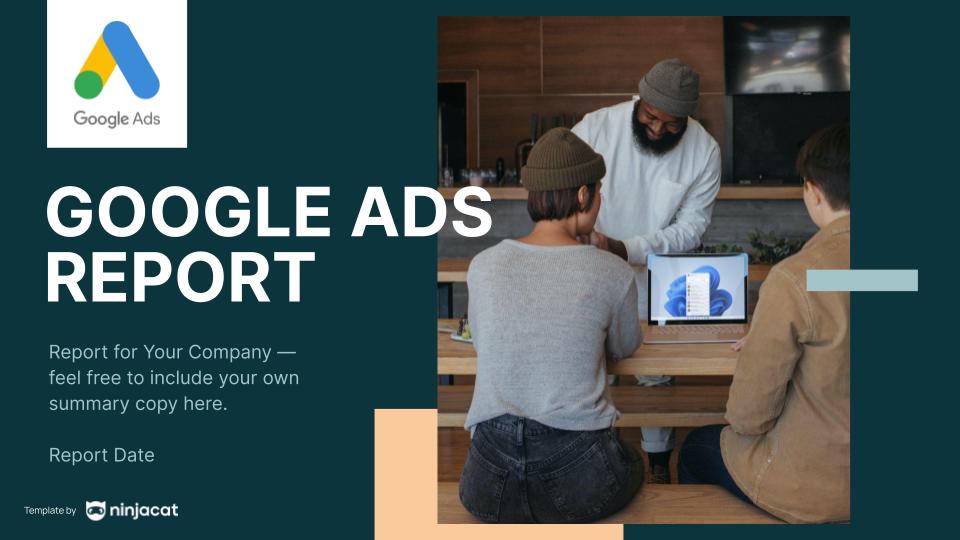 Google Ads
GOOGLE ADS
REPORT
Report for Your Company —
feel free to include your own
summary copy here.
Report Date
Template by ninjacat